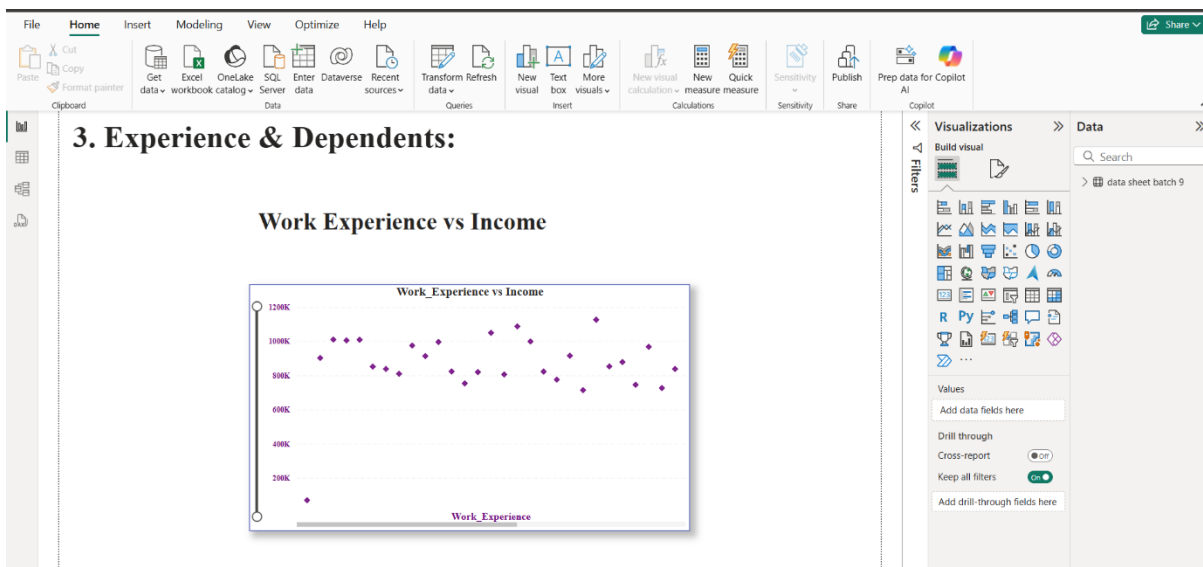 File Home Insert Modeling View Optimize Help
Share
Paste
Cut
Copy
Format painter
Clipboard
Get data
Excel workbook
OneLake catalog
SQL Server
Enter data
Dataverse
Recent sources
Data
Transform data
Refresh
Queries
New visual
Text box
More visuals
Insert
New visual calculation
New measure
Quick measure
Calculations
Sensitivity
Sensitivity
Publish
Share
Prep data for AI
Copilot
Copilot
3. Experience & Dependents:
Work Experience vs Income
Work_Experience vs Income
1200K
1000K
800K
600K
400K
200K
Work_Experience
Filters
Visualizations
Build visual
123
R Py
Values
Add data fields here
Drill through
Cross-report Off
Keep all filters On
Add drill-through fields here
Data
Search
data sheet batch 9